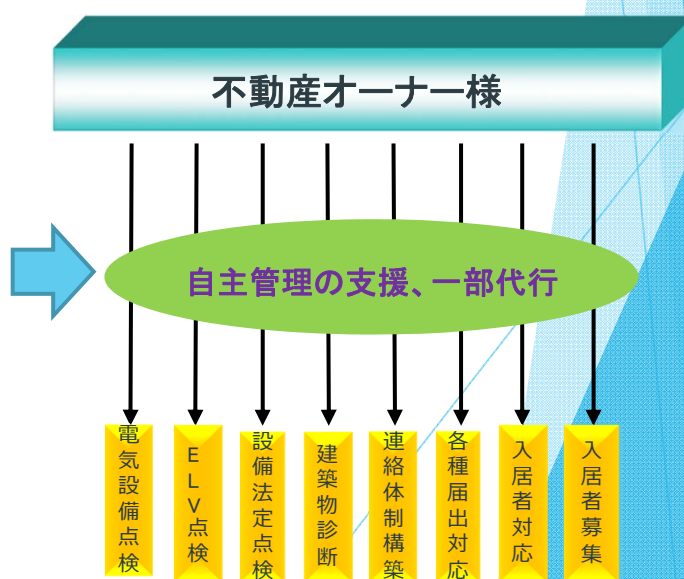 不動産オーナー様
自主管理の支援、一部代行
電気設備点検
ELV点検
設備法定点検
建築物診断
連絡体制構築
各種届出対応
入居者対応
入居者募集